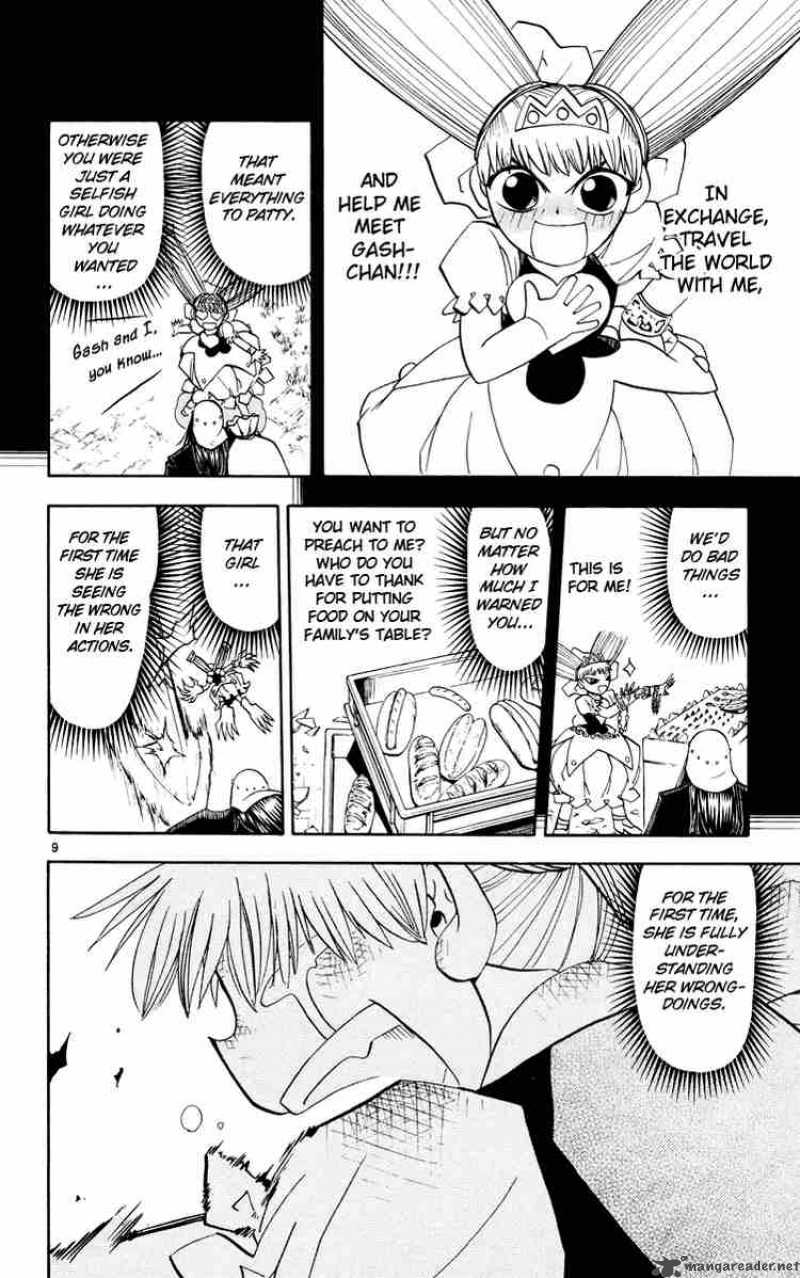 IN
EXCHANGE,
TRAVEL
THE WORLD
WITH ME,
AND
HELP ME
MEET
GASH-
CHAN!!!
THAT
MEANT
EVERYTHING
TO PATTY.
OTHERWISE
YOU WERE
JUST A
SELFISH
GIRL DOING
WHATEVER
YOU
WANTED
...
Gash and I,
you know...
WE'D
DO BAD
THINGS
...
THIS IS
FOR ME!
BUT NO
MATTER
HOW
MUCH I
WARNED
YOU...
YOU WANT TO
PREACH TO ME?
WHO DO YOU
HAVE TO THANK
FOR PUTTING
FOOD ON YOUR
FAMILY'S TABLE?
THAT
GIRL
...
FOR THE
FIRST TIME
SHE IS
SEEING
THE WRONG
IN HER
ACTIONS.
9
FOR THE
FIRST TIME,
SHE IS FULLY
UNDER-
STANDING
HER WRONG-
DOINGS.
mangareader.net